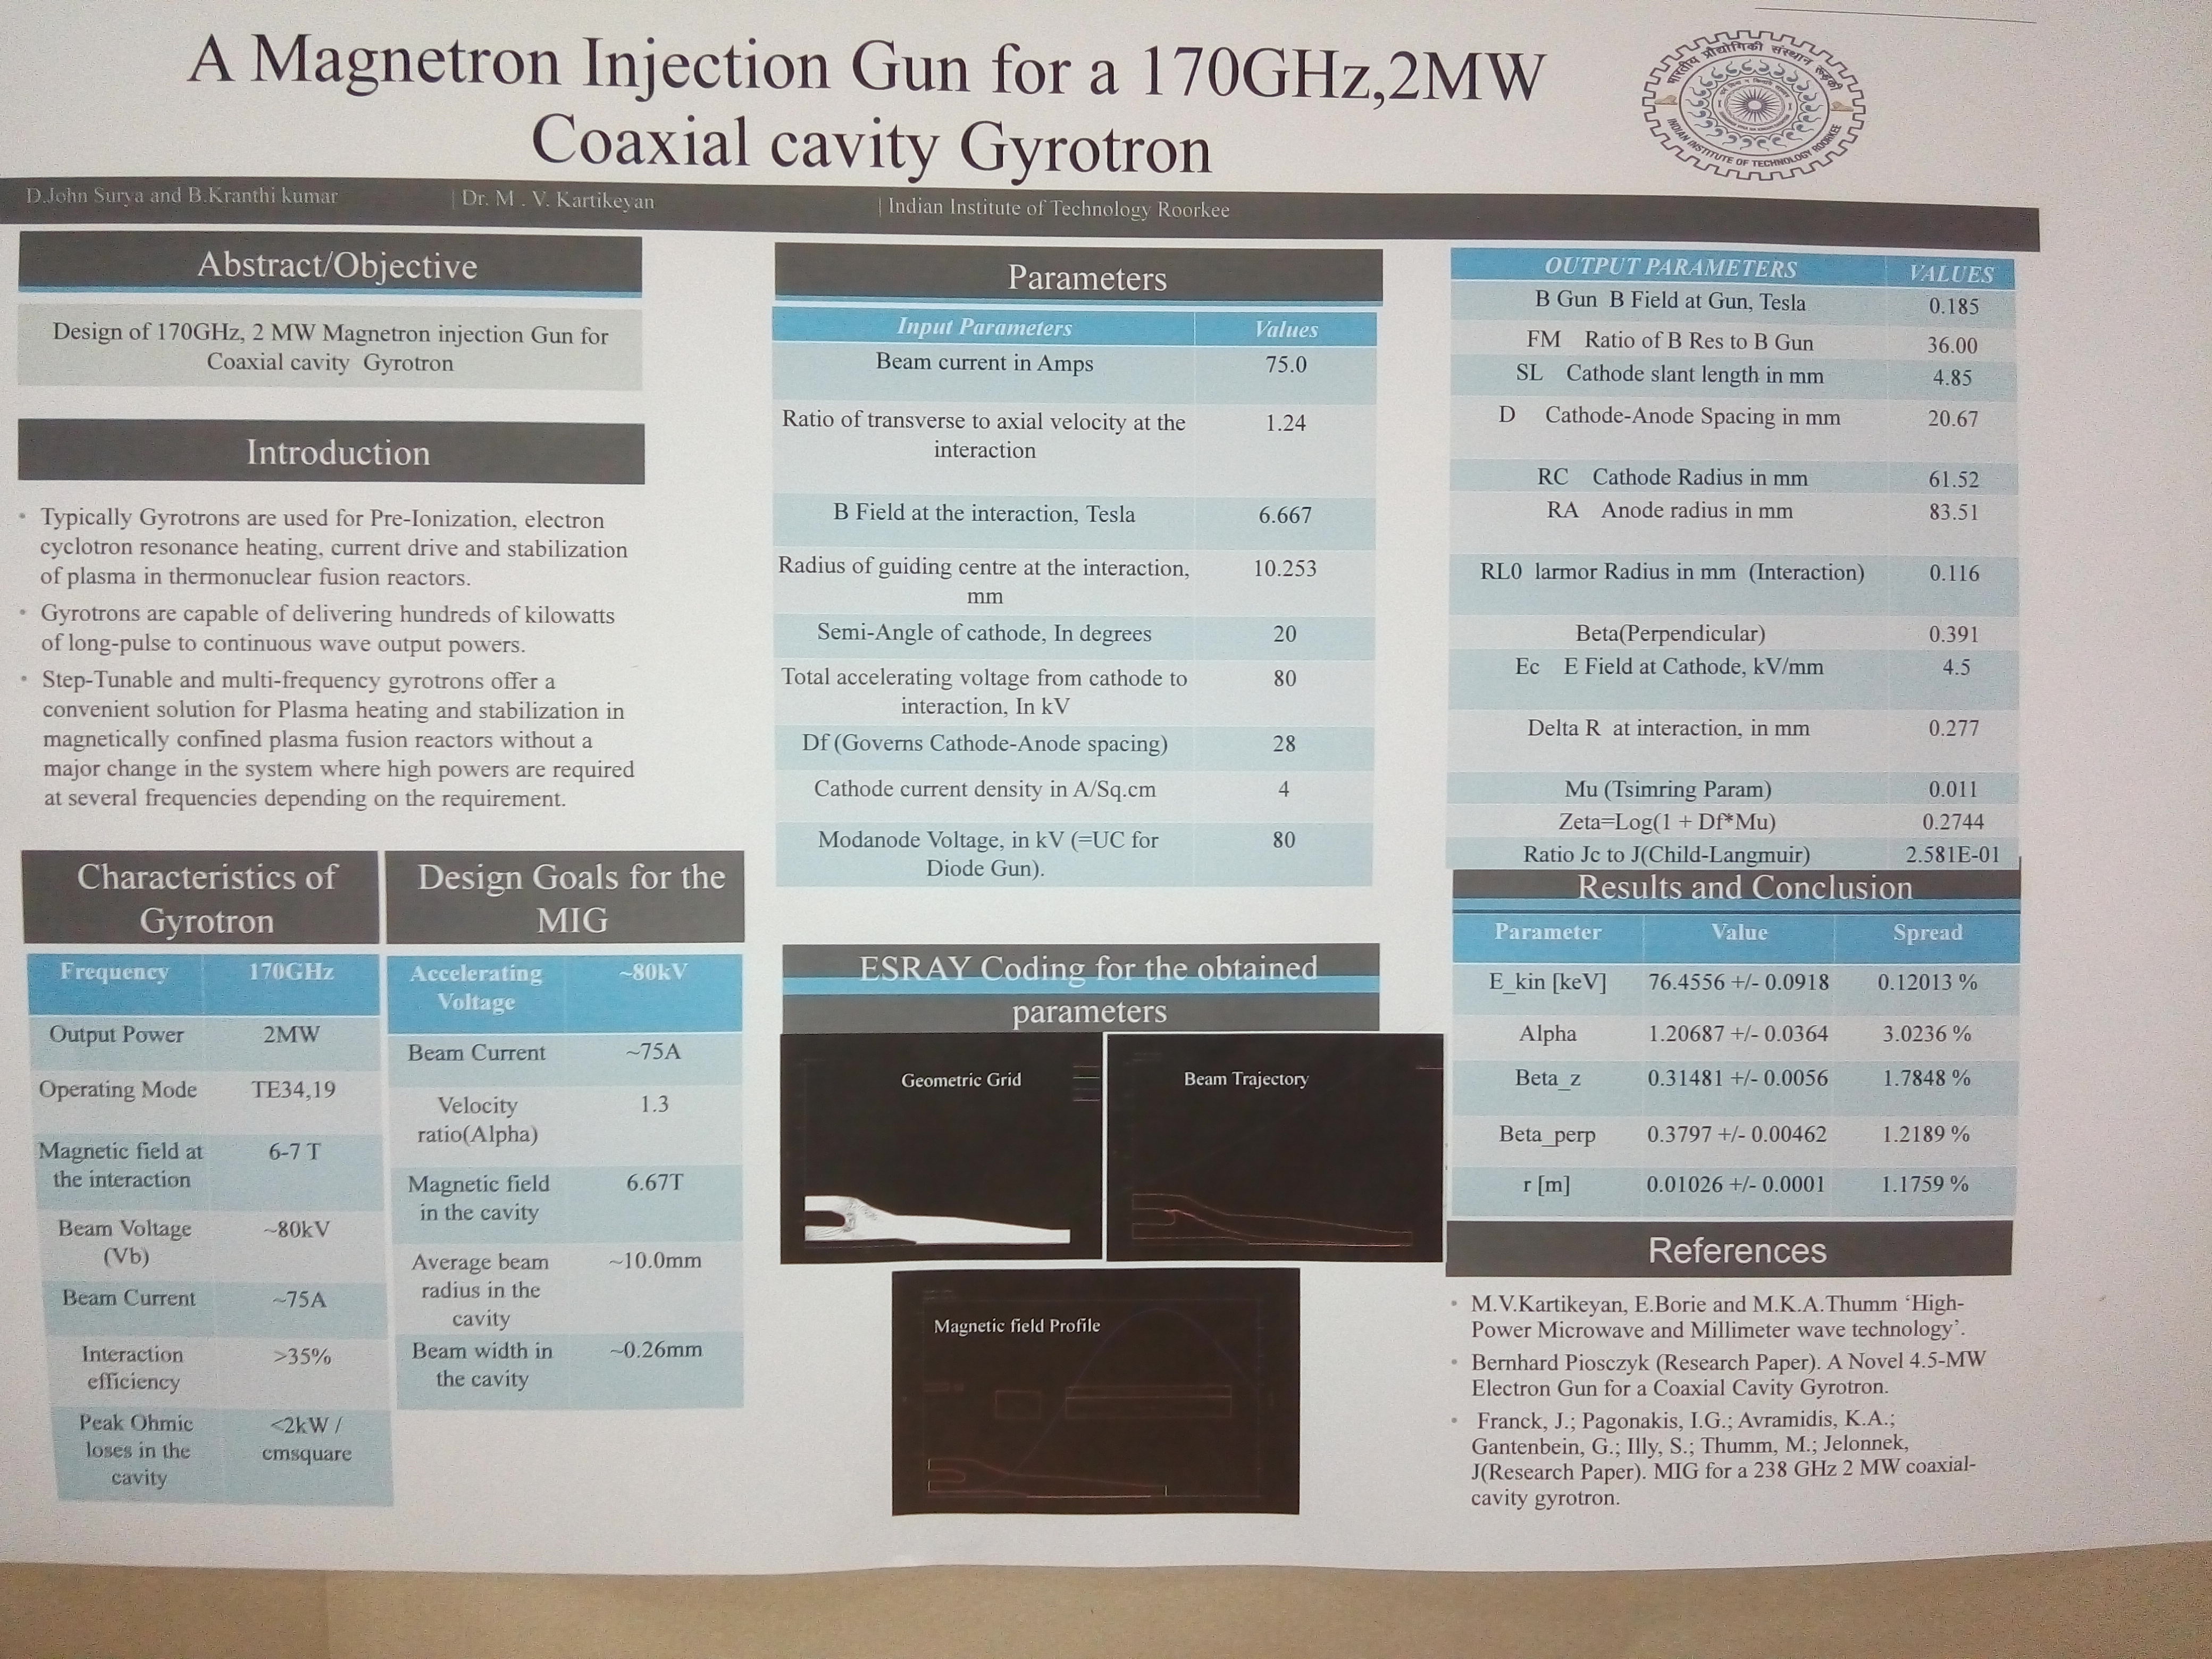 A Magnetron Injection Gun for a 170GHz,2MW
Coaxial cavity Gyrotron
भारतीय प्रौद्योगिकी संस्थान रुड़की
INDIAN INSTITUTE OF TECHNOLOGY ROORKEE
D.John Surya and B.Kranthi kumar | Dr. M . V. Kartikeyan | Indian Institute of Technology Roorkee
Abstract/Objective
Design of 170GHz, 2 MW Magnetron injection Gun for
Coaxial cavity Gyrotron
Introduction
• Typically Gyrotrons are used for Pre-Ionization, electron
cyclotron resonance heating, current drive and stabilization
of plasma in thermonuclear fusion reactors.
• Gyrotrons are capable of delivering hundreds of kilowatts
of long-pulse to continuous wave output powers.
• Step-Tunable and multi-frequency gyrotrons offer a
convenient solution for Plasma heating and stabilization in
magnetically confined plasma fusion reactors without a
major change in the system where high powers are required
at several frequencies depending on the requirement.
Characteristics of
Gyrotron
Frequency 170GHz
Output Power 2MW
Operating Mode TE34,19
Magnetic field at 6-7 T
the interaction
Beam Voltage ~80kV
(Vb)
Beam Current ~75A
Interaction >35%
efficiency
Peak Ohmic <2kW /
loses in the cmsquare
cavity
Design Goals for the
MIG
Accelerating ~80kV
Voltage
Beam Current ~75A
Velocity 1.3
ratio(Alpha)
Magnetic field 6.67T
in the cavity
Average beam ~10.0mm
radius in the
cavity
Beam width in ~0.26mm
the cavity
Parameters
Input Parameters Values
Beam current in Amps 75.0
Ratio of transverse to axial velocity at the 1.24
interaction
B Field at the interaction, Tesla 6.667
Radius of guiding centre at the interaction, 10.253
mm
Semi-Angle of cathode, In degrees 20
Total accelerating voltage from cathode to 80
interaction, In kV
Df (Governs Cathode-Anode spacing) 28
Cathode current density in A/Sq.cm 4
Modanode Voltage, in kV (=UC for 80
Diode Gun).
ESRAY Coding for the obtained
parameters
Geometric Grid
Beam Trajectory
Magnetic field Profile
OUTPUT PARAMETERS VALUES
B Gun B Field at Gun, Tesla 0.185
FM Ratio of B Res to B Gun 36.00
SL Cathode slant length in mm 4.85
D Cathode-Anode Spacing in mm 20.67
RC Cathode Radius in mm 61.52
RA Anode radius in mm 83.51
RL0 larmor Radius in mm (Interaction) 0.116
Beta(Perpendicular) 0.391
Ec E Field at Cathode, kV/mm 4.5
Delta R at interaction, in mm 0.277
Mu (Tsimring Param) 0.011
Zeta=Log(1 + Df*Mu) 0.2744
Ratio Jc to J(Child-Langmuir) 2.581E-01
Results and Conclusion
Parameter Value Spread
E_kin [keV] 76.4556 +/- 0.0918 0.12013 %
Alpha 1.20687 +/- 0.0364 3.0236 %
Beta_z 0.31481 +/- 0.0056 1.7848 %
Beta_perp 0.3797 +/- 0.00462 1.2189 %
r [m] 0.01026 +/- 0.0001 1.1759 %
References
• M.V.Kartikeyan, E.Borie and M.K.A.Thumm ‘High-
Power Microwave and Millimeter wave technology’.
• Bernhard Piosczyk (Research Paper). A Novel 4.5-MW
Electron Gun for a Coaxial Cavity Gyrotron.
• Franck, J.; Pagonakis, I.G.; Avramidis, K.A.;
Gantenbein, G.; Illy, S.; Thumm, M.; Jelonnek,
J(Research Paper). MIG for a 238 GHz 2 MW coaxial-
cavity gyrotron.